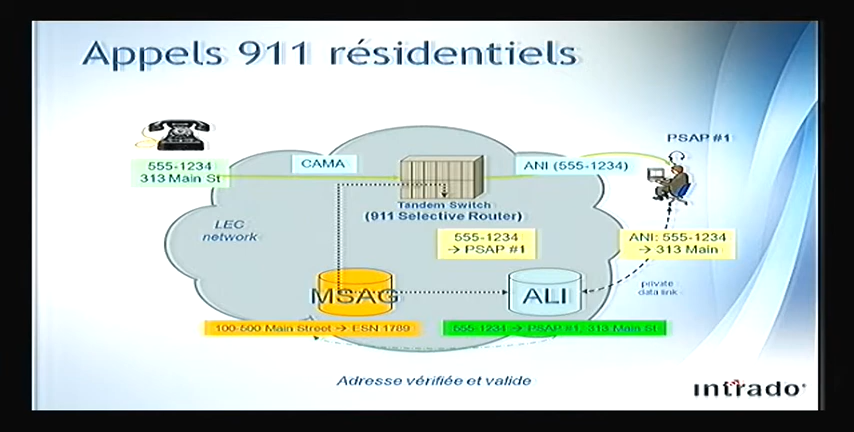 Appels 911 résidentiels
PSAP #1
555-1234
313 Main St
CAMA
ANI (555-1234)
Tandem Switch
(911 Selective Router)
LEC
network
555-1234
→ PSAP #1
ANI: 555-1234
→ 313 Main
private
data link
MSAG
ALI
100-500 Main Street → ESN 1789
555-1234 → PSAP #1, 313 Main St
Adresse vérifiée et valide
intrado